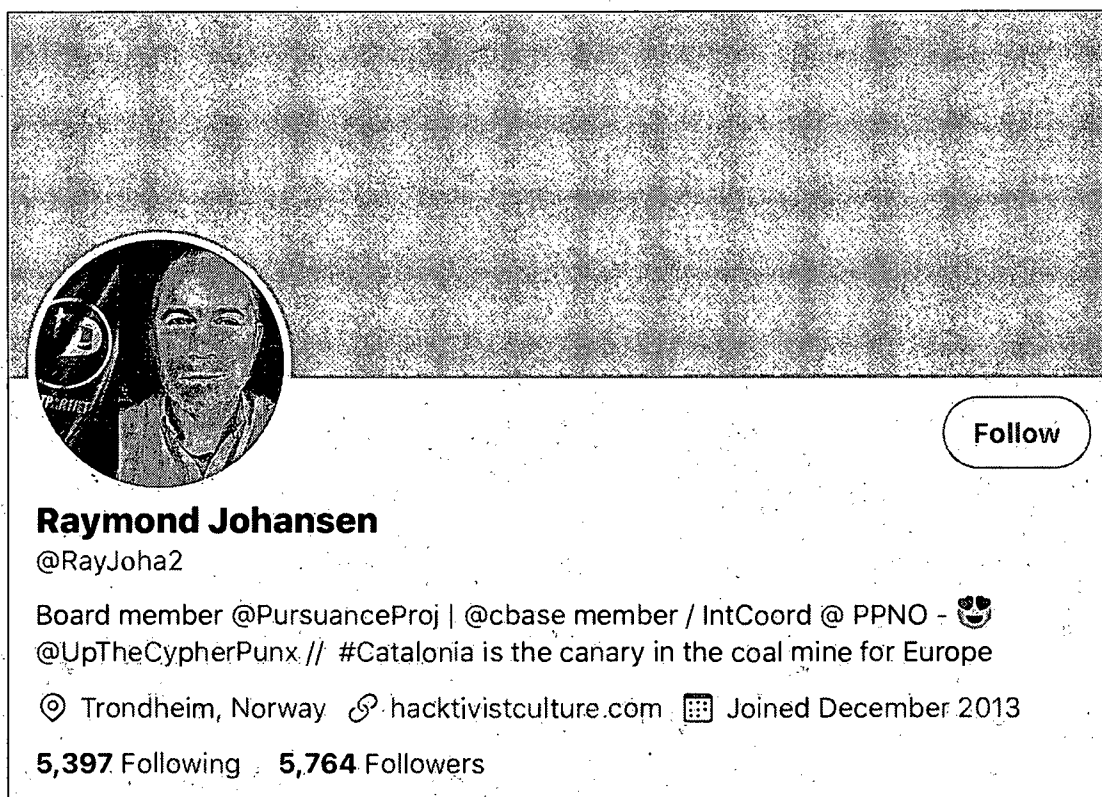 Follow
Raymond Johansen
@RayJoha2
Board member @PursuanceProj | @cbase member / IntCoord @ PPNO - 😍
@UpTheCypherPunx // #Catalonia is the canary in the coal mine for Europe
Trondheim, Norway hacktivistculture.com Joined December 2013
5,397 Following 5,764 Followers